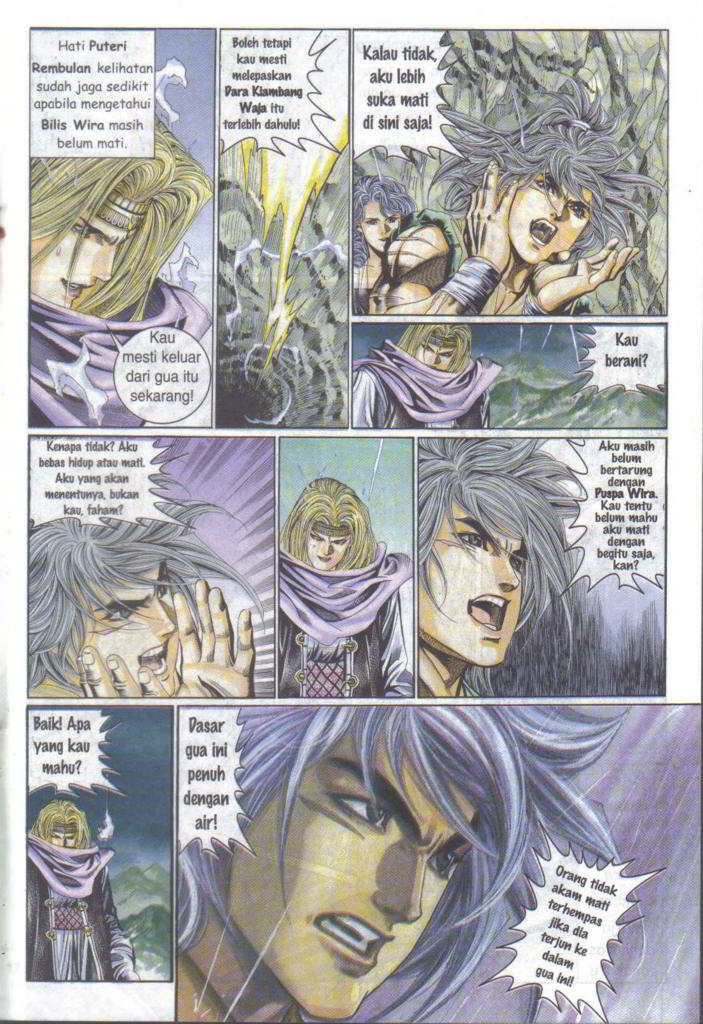 Hati Puteri
Rembulan kelihatan
sudah jaga sedikit
apabila mengetahui
Bilis Wira masih
belum mati.
Kau
mesti keluar
dari gua itu
sekarang!
Boleh tetapi
kau mesti
melepaskan
Dara Kiambang
Waja itu
terlebih dahulu!
Kalau tidak,
aku lebih
suka mati
di sini saja!
Kau
berani?
Kenapa tidak? Aku
bebas hidup atau mati.
Aku yang akan
menentunya, bukan
kau, faham?
Aku masih
belum
bertarung
dengan
Puspa Wira.
Kau tentu
belum mahu
aku mati
dengan
begitu saja,
kan?
Baik! Apa
yang kau
mahu?
Dasar
gua ini
penuh
dengan
air!
Orang tidak
akam mati
terhempas
jika dia
terjun ke
dalam
gua ini!